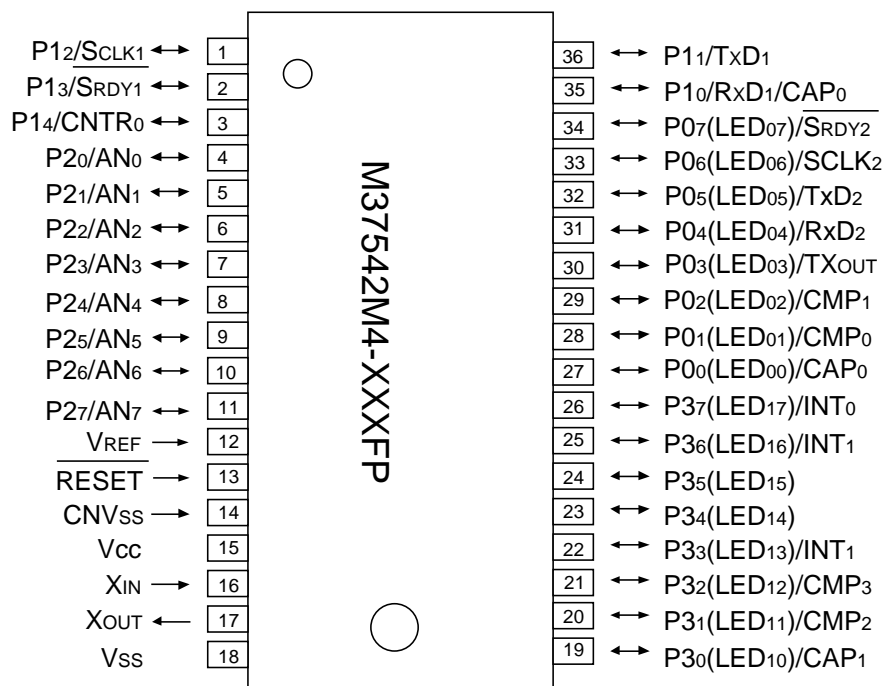 P12/SCLK1 1
P13/SRDY1 2
P14/CNTR0 3
P20/AN0 4
P21/AN1 5
P22/AN2 6
P23/AN3 7
P24/AN4 8
P25/AN5 9
P26/AN6 10
P27/AN7 11
VREF 12
RESET 13
CNVSS 14
Vcc 15
XIN 16
XOUT 17
VSS 18
M37542M4-XXXFP
36 P11/TxD1
35 P10/RxD1/CAP0
34 P07(LED07)/SRDY2
33 P06(LED06)/SCLK2
32 P05(LED05)/TxD2
31 P04(LED04)/RxD2
30 P03(LED03)/TXOUT
29 P02(LED02)/CMP1
28 P01(LED01)/CMP0
27 P00(LED00)/CAP0
26 P37(LED17)/INT0
25 P36(LED16)/INT1
24 P35(LED15)
23 P34(LED14)
22 P33(LED13)/INT1
21 P32(LED12)/CMP3
20 P31(LED11)/CMP2
19 P30(LED10)/CAP1